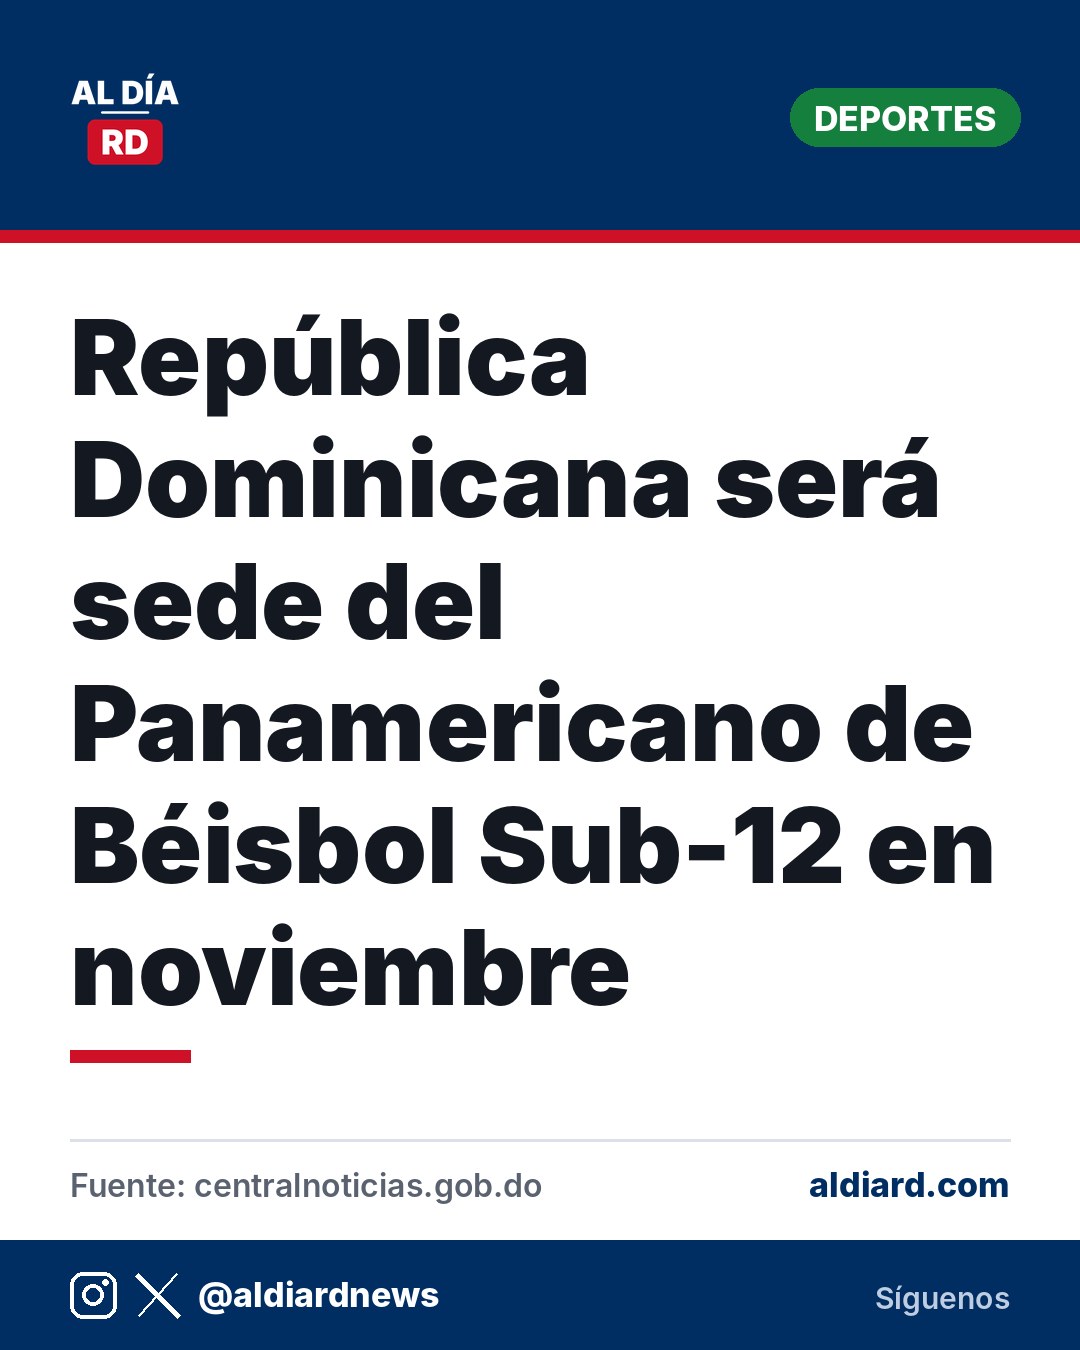 AL DÍA
RD
DEPORTES
República
Dominicana será
sede del
Panamericano de
Béisbol Sub-12 en
noviembre
Fuente: centralnoticias.gob.do
aldiard.com
@aldiardnews
Síguenos